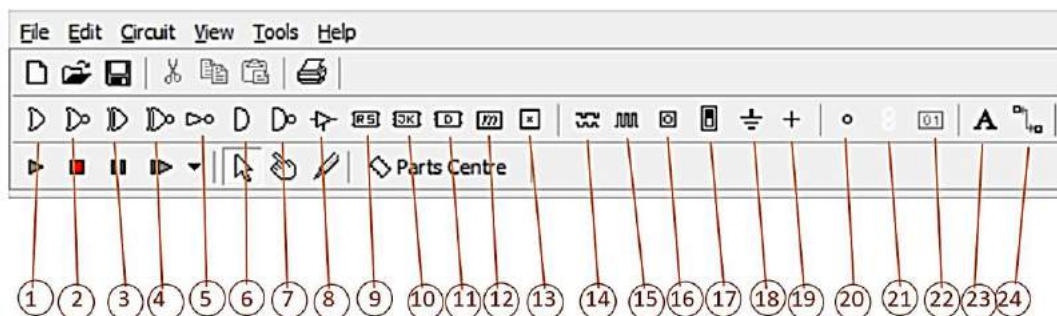 File Edit Circuit View Tools Help
RS JK D m x 01 A
Parts Centre
1 2 3 4 5 6 7 8 9 10 11 12 13 14 15 16 17 18 19 20 21 22 23 24